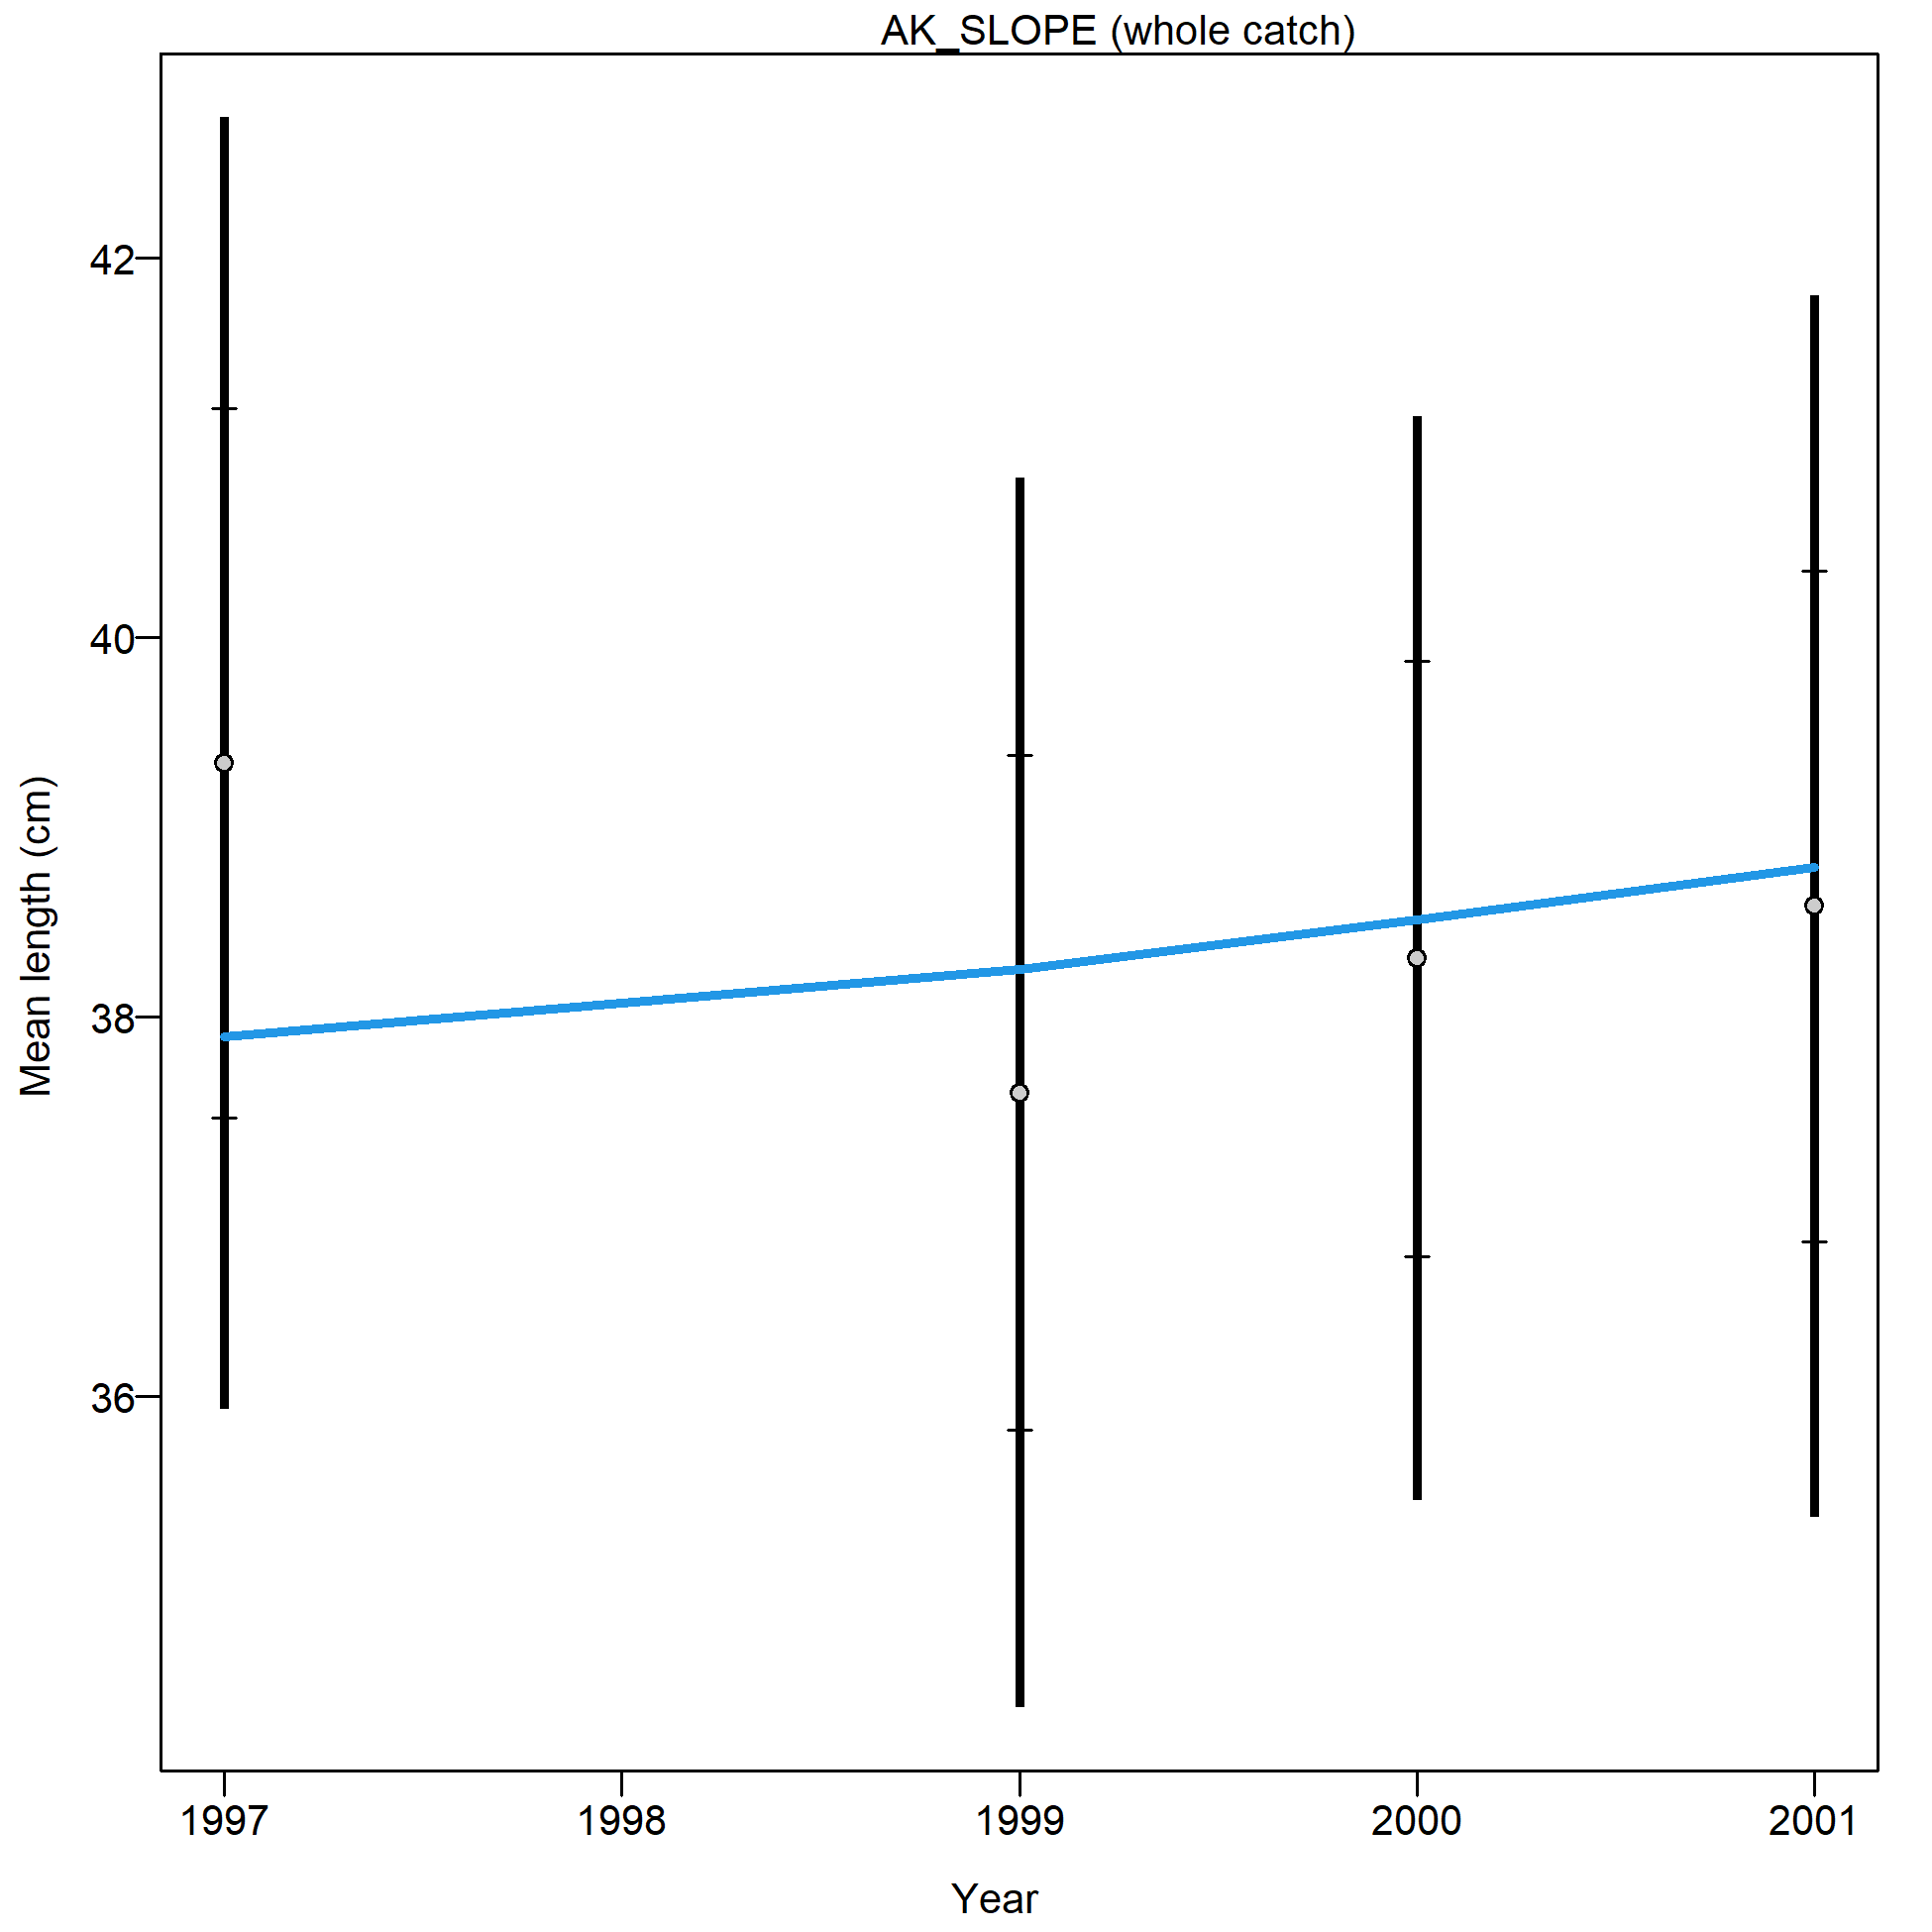 AK_SLOPE (whole catch)
Mean length (cm)
42
40
38
36
1997 1998 1999 2000 2001
Year